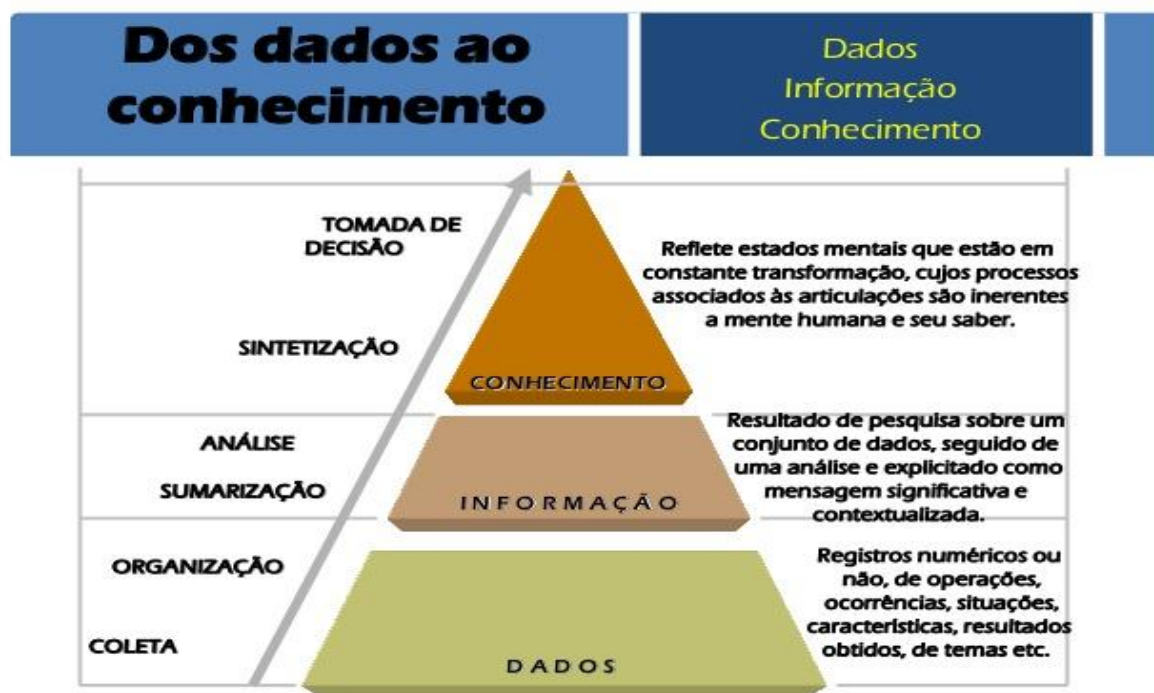 Dos dados ao
conhecimento
Dados
Informação
Conhecimento
TOMADA DE
DECISÃO
SINTETIZAÇÃO
CONHECIMENTO
Reflete estados mentais que estão em
constante transformação, cujos processos
associados às articulações são inerentes
a mente humana e seu saber.
ANÁLISE
SUMARIZAÇÃO
INFORMAÇÃO
Resultado de pesquisa sobre um
conjunto de dados, seguido de
uma análise e explicitado como
mensagem significativa e
contextualizada.
ORGANIZAÇÃO
COLETA
DADOS
Registros numéricos ou
não, de operações,
ocorrências, situações,
características, resultados
obtidos, de temas etc.